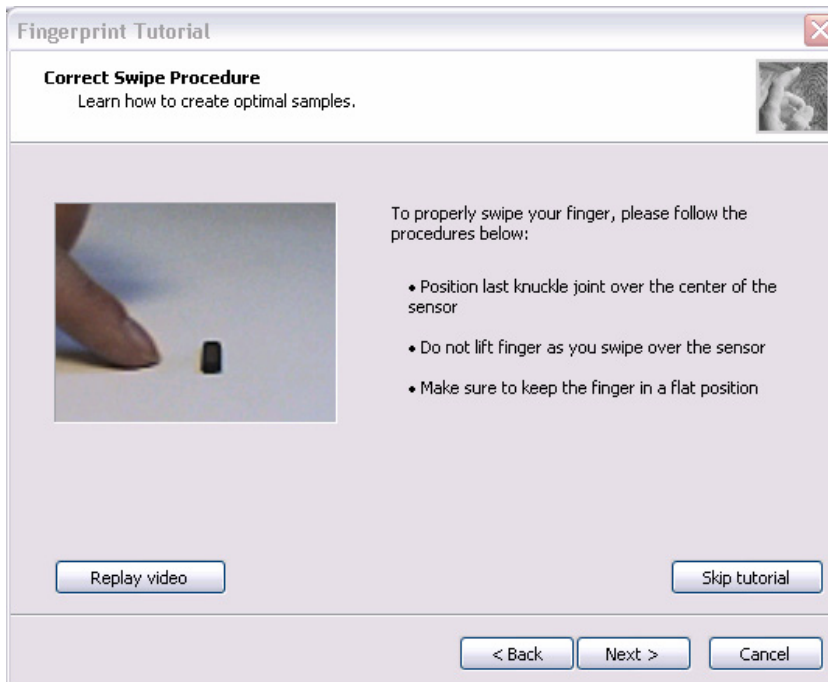 Fingerprint Tutorial
Correct Swipe Procedure
Learn how to create optimal samples.
To properly swipe your finger, please follow the
procedures below:
• Position last knuckle joint over the center of the
sensor
• Do not lift finger as you swipe over the sensor
• Make sure to keep the finger in a flat position
Replay video
Skip tutorial
< Back
Next >
Cancel